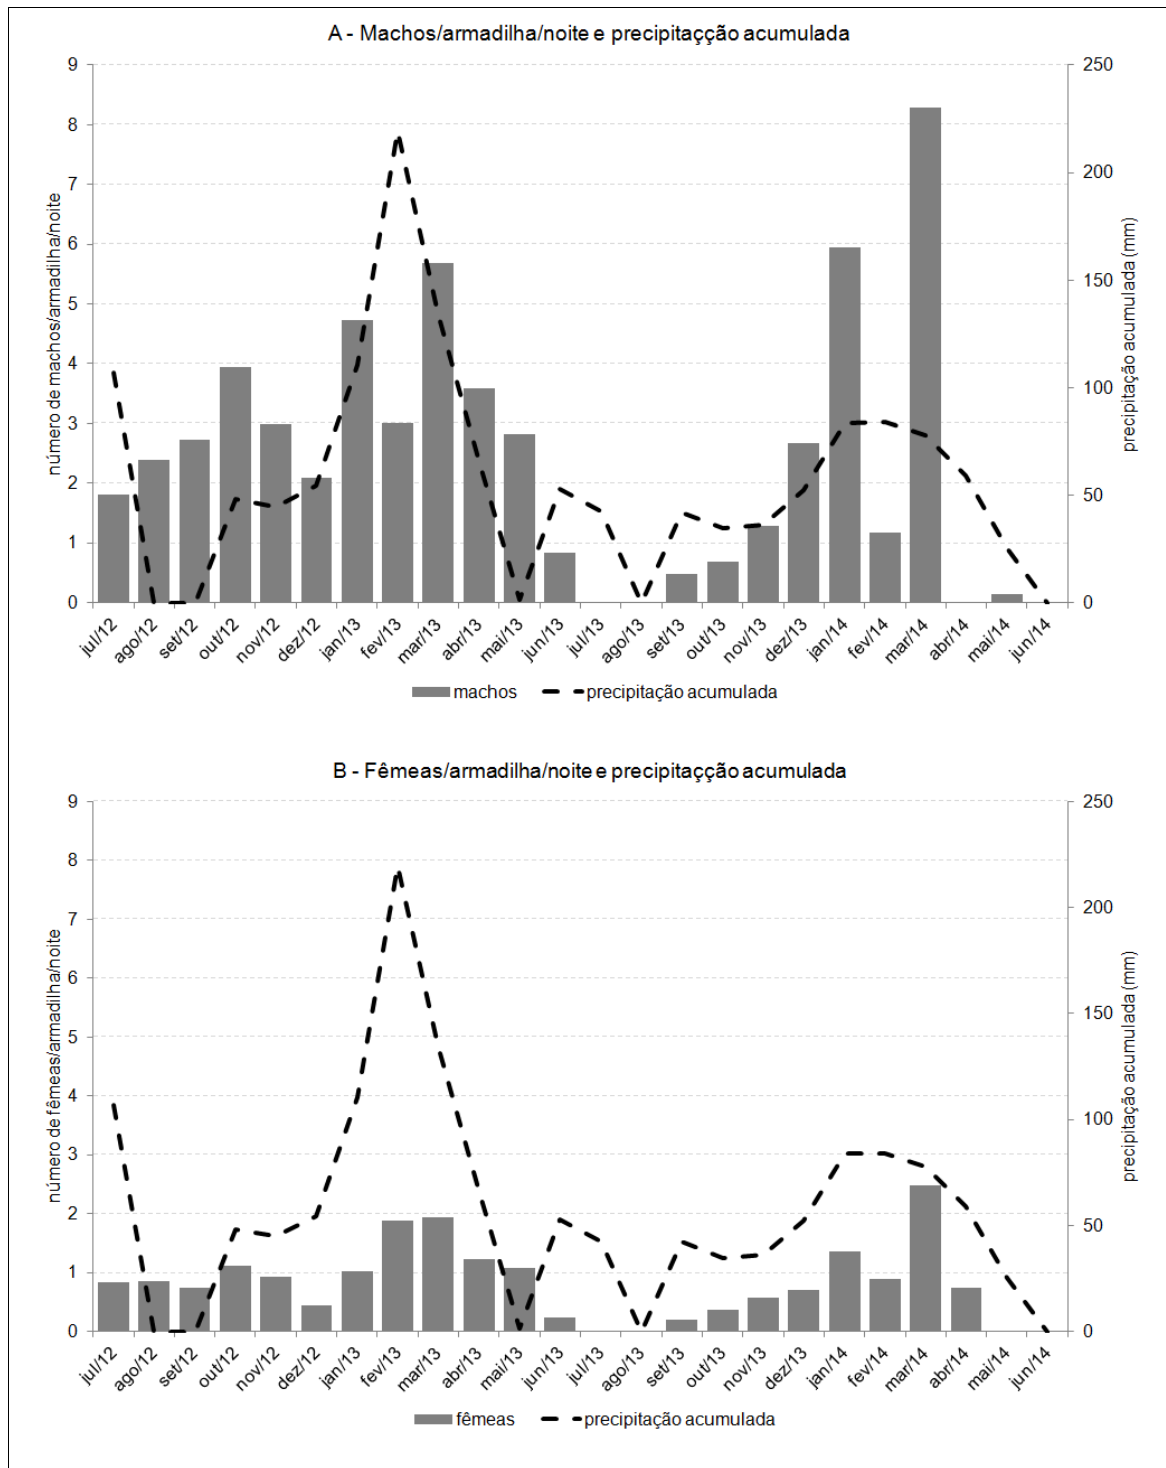 A - Machos/armadilha/noite e precipitaçção acumulada
número de machos/armadilha/noite
9
8
7
6
5
4
3
2
1
0
250
200
150
100
50
0
precipitação acumulada (mm)
jul/12
ago/12
set/12
out/12
nov/12
dez/12
jan/13
fev/13
mar/13
abr/13
mai/13
jun/13
jul/13
ago/13
set/13
out/13
nov/13
dez/13
jan/14
fev/14
mar/14
abr/14
mai/14
jun/14
machos
precipitação acumulada
B - Fêmeas/armadilha/noite e precipitaçção acumulada
número de fêmeas/armadilha/noite
9
8
7
6
5
4
3
2
1
0
250
200
150
100
50
0
precipitação acumulada (mm)
jul/12
ago/12
set/12
out/12
nov/12
dez/12
jan/13
fev/13
mar/13
abr/13
mai/13
jun/13
jul/13
ago/13
set/13
out/13
nov/13
dez/13
jan/14
fev/14
mar/14
abr/14
mai/14
jun/14
fêmeas
precipitação acumulada